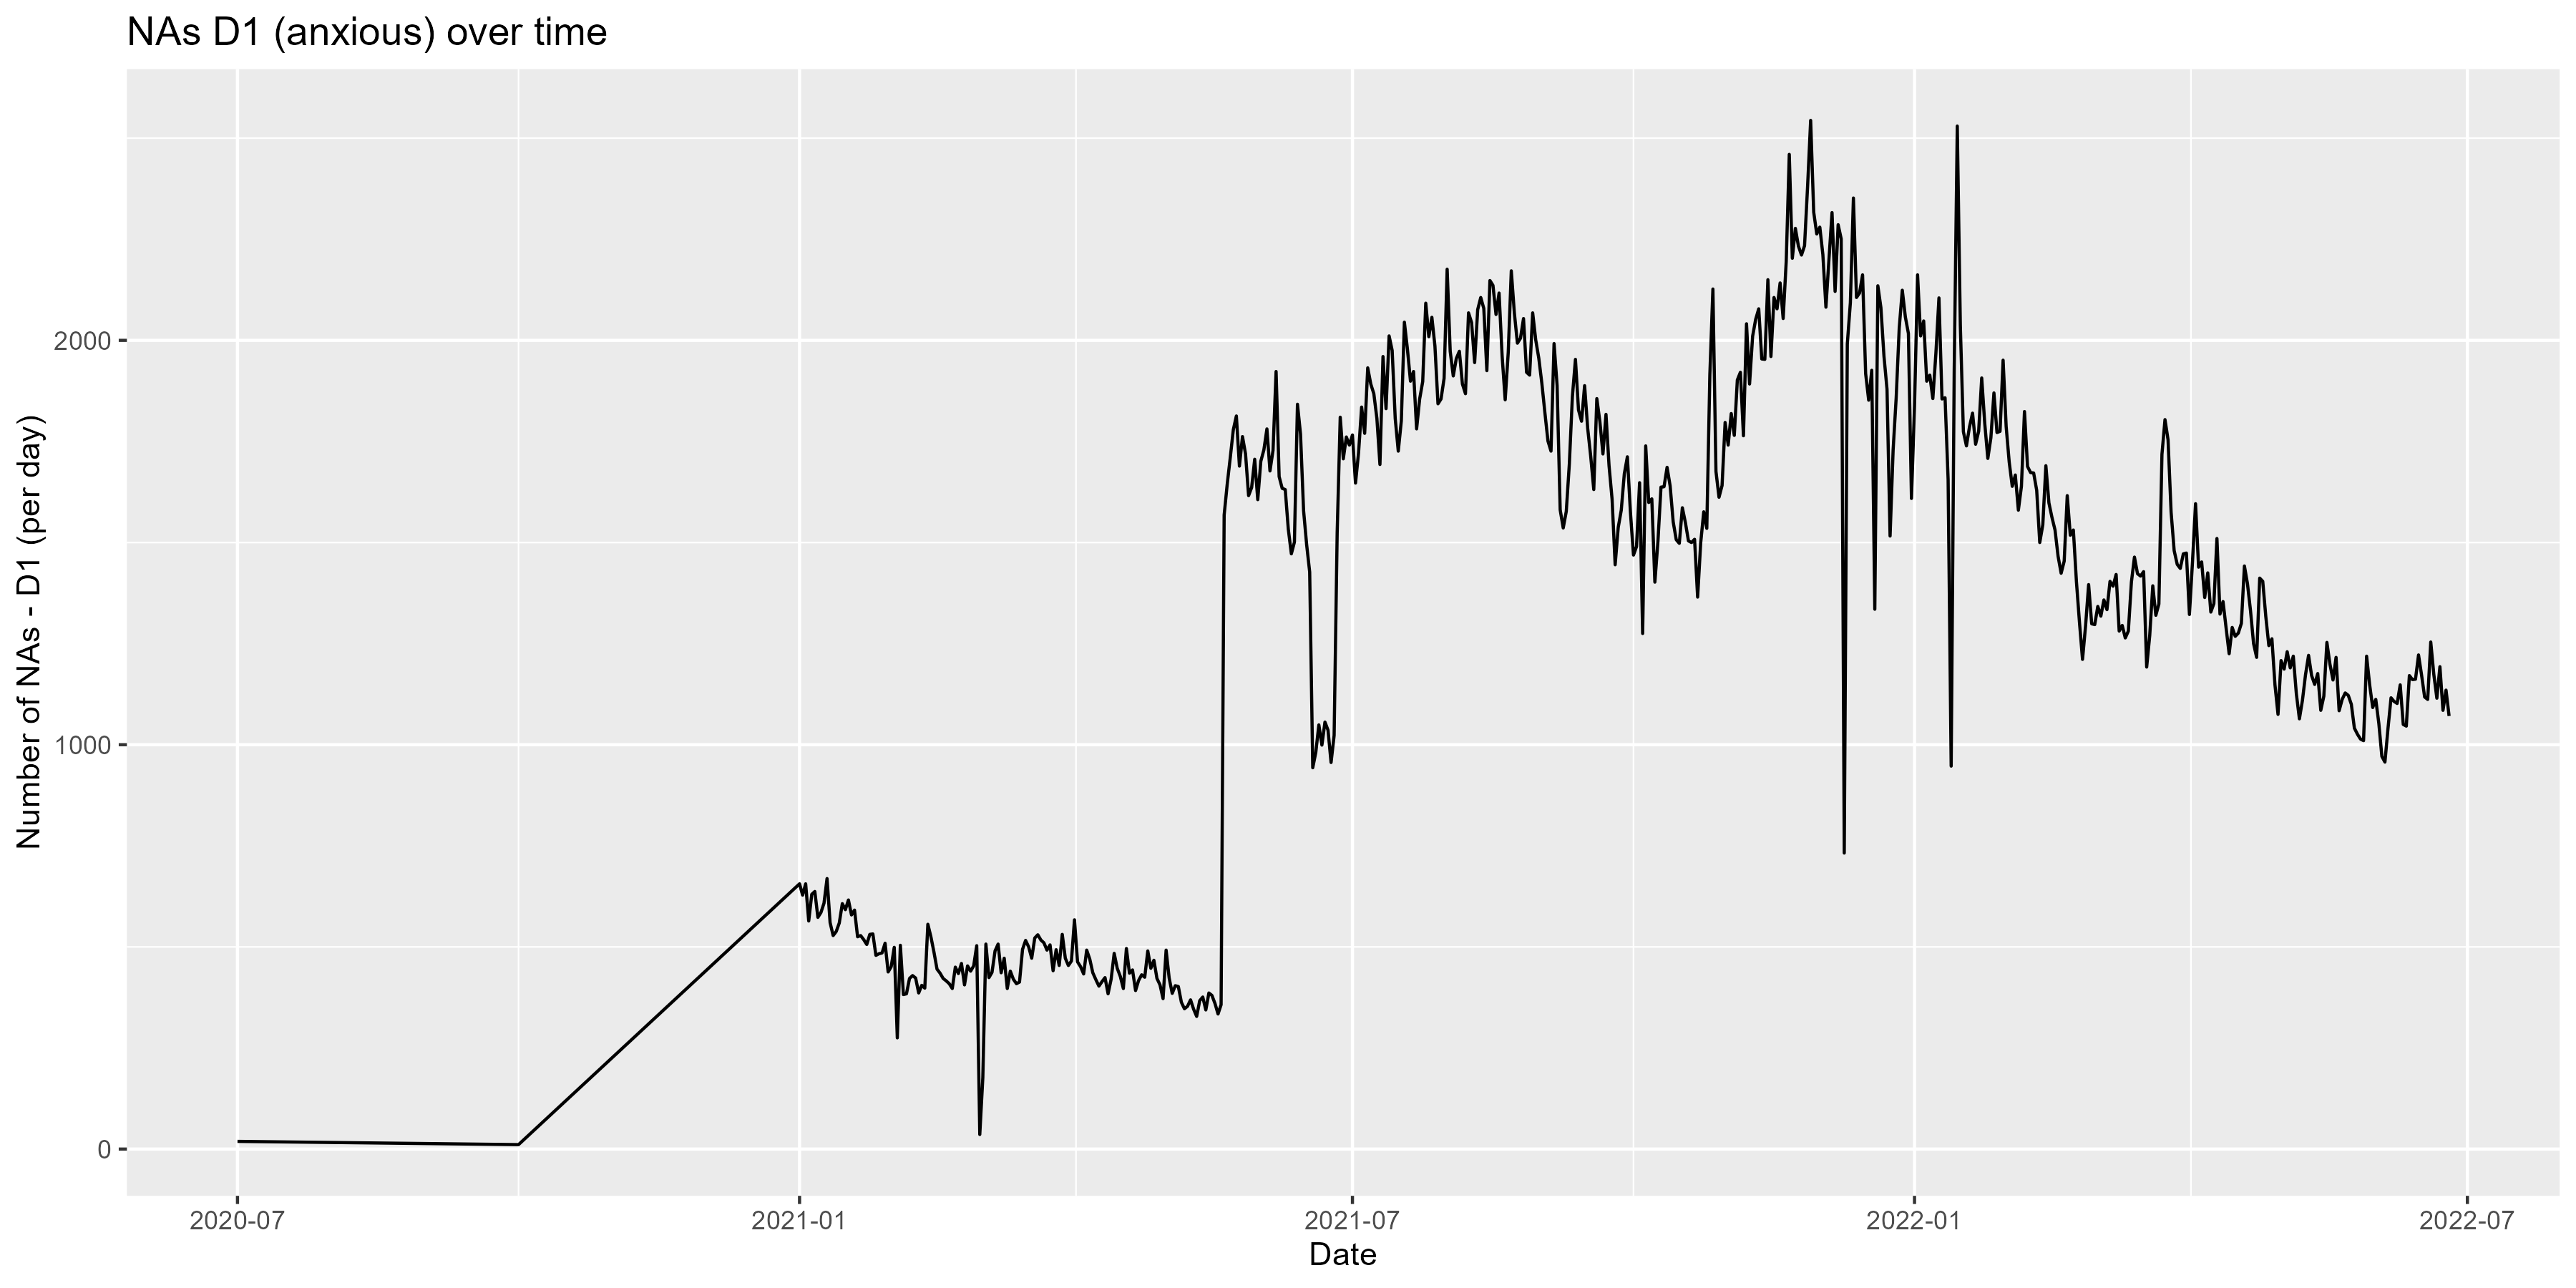 NAs D1 (anxious) over time
Number of NAs - D1 (per day)
2000
1000
0
2020-07
2021-01
2021-07
2022-01
2022-07
Date